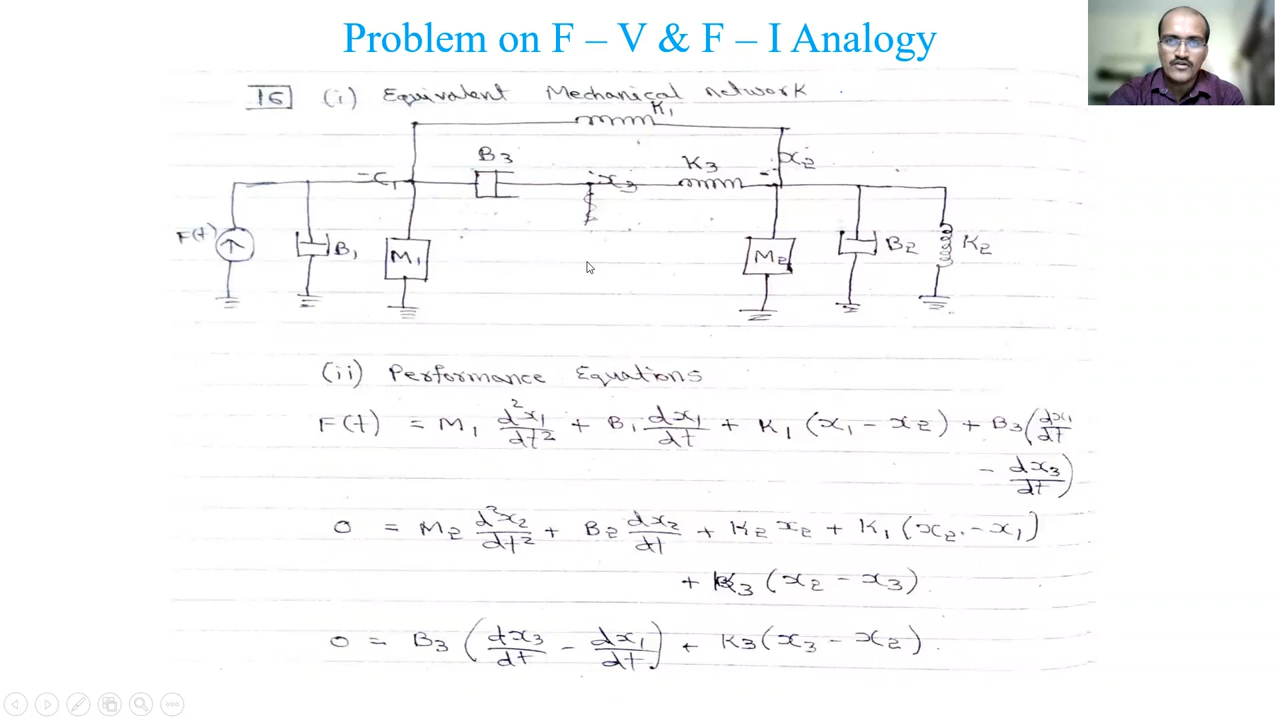 Problem on F – V & F – I Analogy
16 (i) Equivalent Mechanical network.
K₁
B₃ K₃ x₂
x₁ x₃
F(t) B₁ M₁ M₂ B₂ K₂
(ii) Performance Equations
F(t) = M₁ d²x₁/dt² + B₁ dx₁/dt + K₁ (x₁ – x₂) + B₃ (dx₁/dt
– dx₃/dt)
0 = M₂ d²x₂/dt² + B₂ dx₂/dt + K₂ x₂ + K₁ (x₂ – x₁)
+ K₃ (x₂ – x₃)
0 = B₃ (dx₃/dt – dx₁/dt) + K₃ (x₃ – x₂).